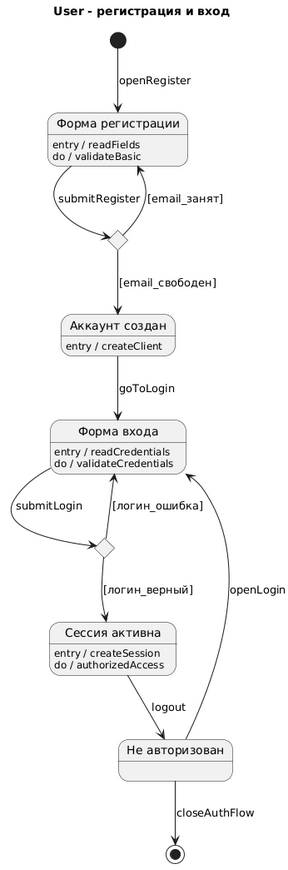 User - регистрация и вход
openRegister
Форма регистрации
entry / readFields
do / validateBasic
submitRegister
[email_занят]
[email_свободен]
Аккаунт создан
entry / createClient
goToLogin
Форма входа
entry / readCredentials
do / validateCredentials
submitLogin
[логин_ошибка]
[логин_верный]
openLogin
Сессия активна
entry / createSession
do / authorizedAccess
logout
Не авторизован
closeAuthFlow